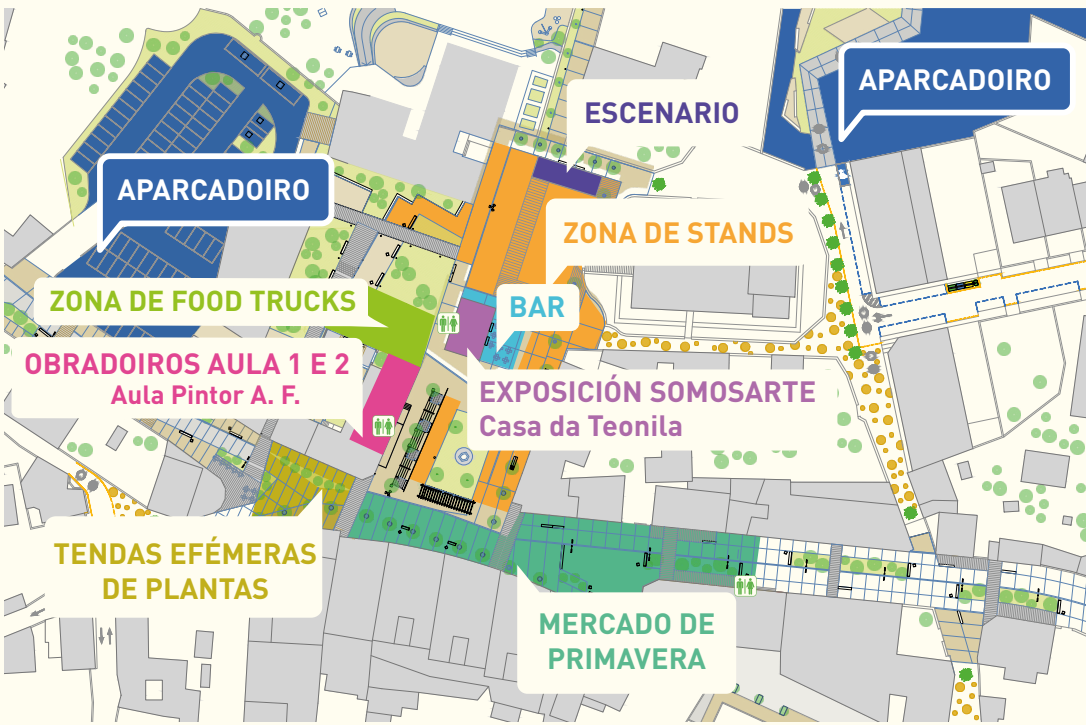 ESCENARIO
APARCADOIRO
APARCADOIRO
ZONA DE STANDS
ZONA DE FOOD TRUCKS
BAR
OBRADOIROS AULA 1 E 2
Aula Pintor A. F.
EXPOSICIÓN SOMOSARTE
Casa da Teonila
TENDAS EFÉMERAS
DE PLANTAS
MERCADO DE
PRIMAVERA